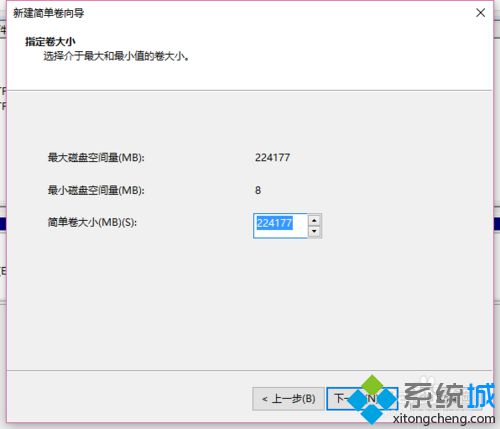 新建简单卷向导
指定卷大小
选择介于最大和最小值的卷大小。
最大磁盘空间量(MB): 224177
最小磁盘空间量(MB): 8
简单卷大小(MB)(S): 224177
< 上一步(B) 下一
系统城
xitongcheng.com